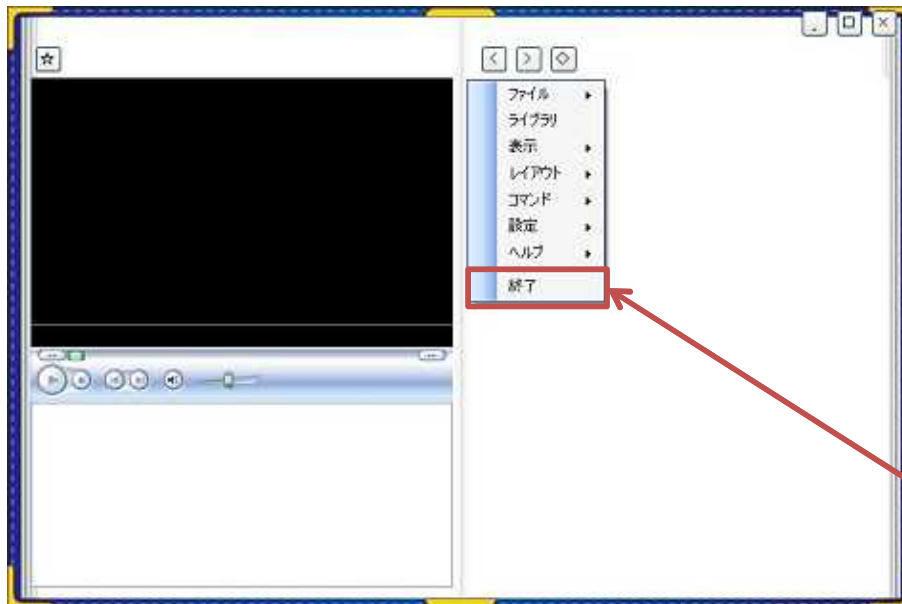 ファイル
ライブラリ
表示
レイアウト
コマンド
設定
ヘルプ
終了